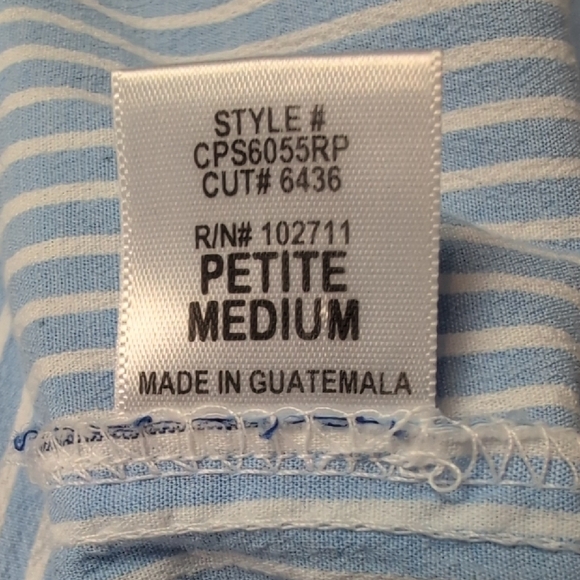 STYLE #
CPS6055RP
CUT# 6436
R/N# 102711
PETITE
MEDIUM
MADE IN GUATEMALA